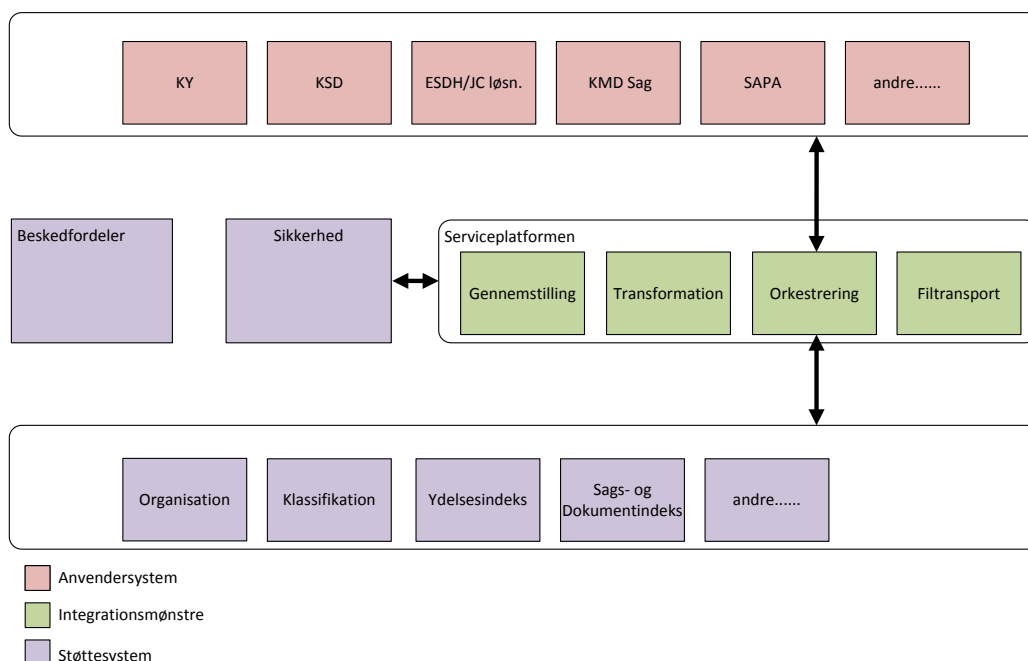 KY
KSD
ESDH/JC løsn.
KMD Sag
SAPA
andre......
Beskedfordeler
Sikkerhed
Serviceplatformen
Gennemstilling
Transformation
Orkestrering
Filtransport
Organisation
Klassifikation
Ydelsesindeks
Sags- og
Dokumentindeks
andre......
Anvendersystem
Integrationsmønstre
Støttesystem